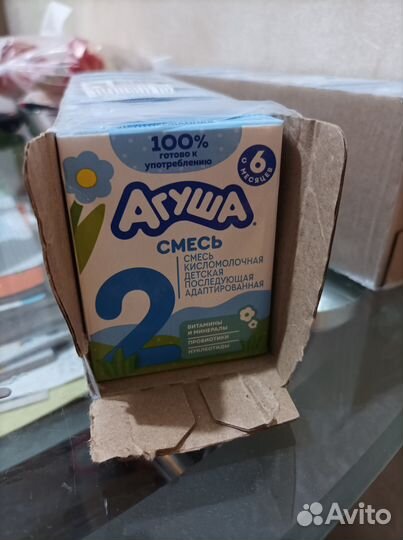 100%
ГОТОВО К
УПОТРЕБЛЕНИЮ
С 6 МЕСЯЦЕВ
АГУША
СМЕСЬ
СМЕСЬ
КИСЛОМОЛОЧНАЯ
ДЕТСКАЯ
ПОСЛЕДУЮЩАЯ
АДАПТИРОВАННАЯ
2
ВИТАМИНЫ
И МИНЕРАЛЫ
ПРОБИОТИКИ
НУКЛЕОТИДЫ
Avito